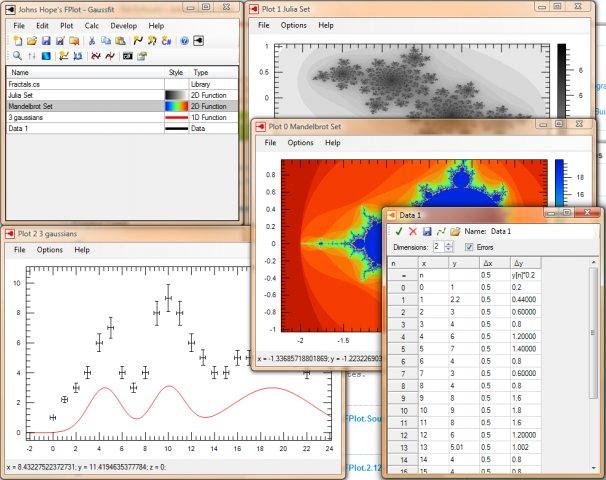 Johns Hope's FPlot - Gaussfit
File Edit Plot Calc Develop Help
Name Style Type
Fractals.cs Library
Julia Set 2D Function
Mandelbrot Set 2D Function
3 gaussians 1D Function
Data 1 Data
Plot 1 Julia Set
File Options Help
1
0.5
0
6
6
Plot 0 Mandelbrot Set
File Options Help
0.8
0.6
0.4
0.2
0
-0.2
-0.4
-0.6
-0.8
-1
-2 -1.8 -1.6 -1.4 -1.2
18
16
x = -1.33685718801869; y = -1.223226903
Plot 2 3 gaussians
File Options Help
10
8
6
4
2
0
-2 0 2 4 6 8 10 12 14 16 18 20 22 24
x = 8.43227522372731; y = 11.4194635377784; z = 0;
Data 1
Name: Data 1
Dimensions: 2 Errors
n x y Δx Δy
= n 0.5 y[n]*0.2
0 0 1 0.5 0.2
1 1 2.2 0.5 0.44000
2 2 3 0.5 0.60000
3 3 4 0.5 0.8
4 4 6 0.5 1.20000
5 5 7 0.5 1.40000
6 6 4 0.5 0.8
7 7 3 0.5 0.60000
8 8 4 0.5 0.8
9 9 8 0.5 1.6
10 10 9 0.5 1.8
11 11 8 0.5 1.6
12 12 6 0.5 1.20000
13 13 5.01 0.5 1.002
14 14 4 0.5 0.8
15 15 4 0.5 0.8
FPlot.Sou
FPlot.2.12